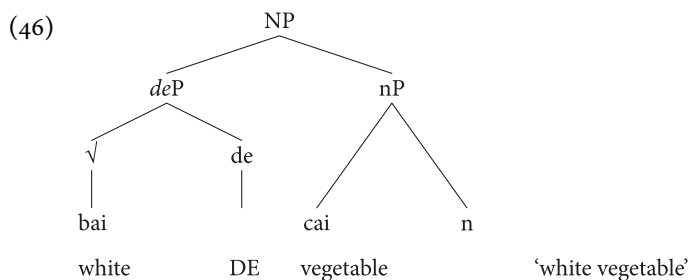 (46) NP
deP nP
√ de
bai cai n
white DE vegetable ‘white vegetable’